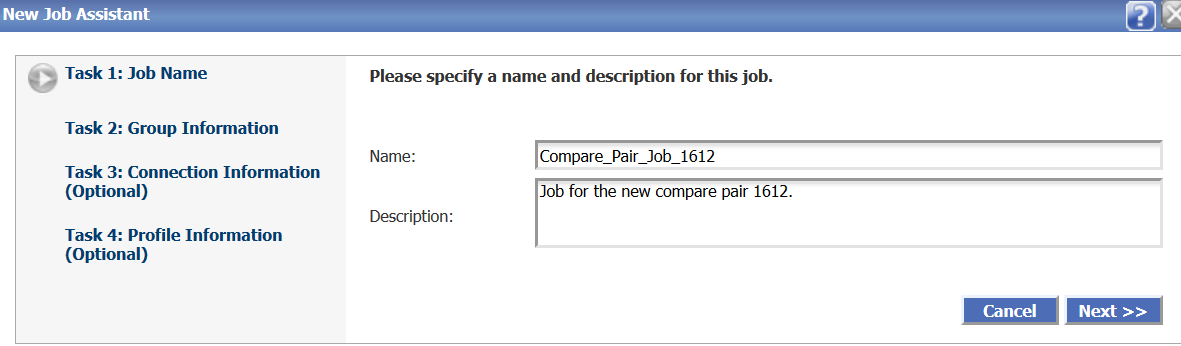 New Job Assistant
?
Task 1: Job Name
Task 2: Group Information
Task 3: Connection Information
(Optional)
Task 4: Profile Information
(Optional)
Please specify a name and description for this job.
Name:
Compare_Pair_Job_1612
Description:
Job for the new compare pair 1612.
Cancel
Next >>